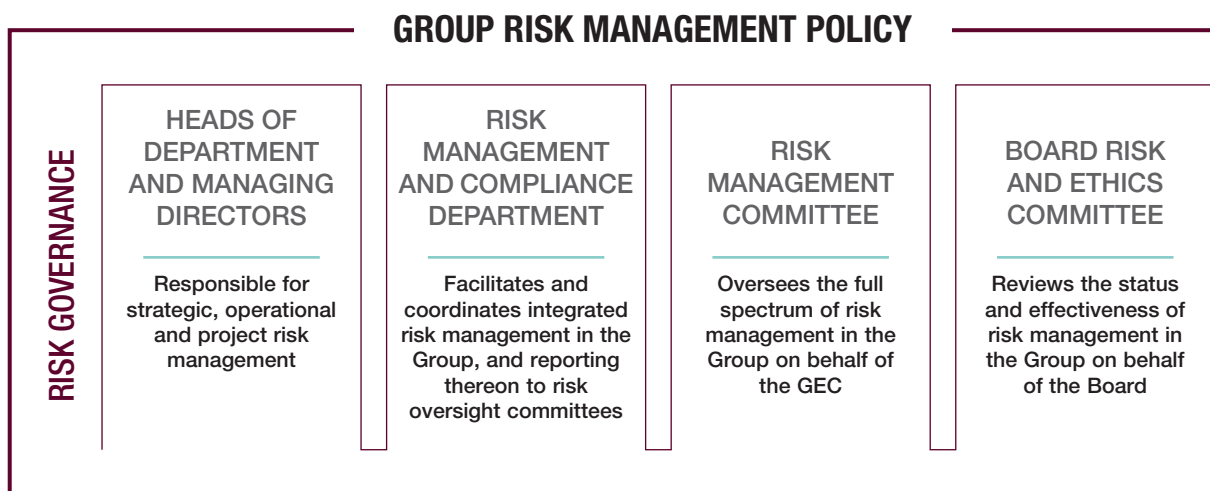 GROUP RISK MANAGEMENT POLICY
RISK GOVERNANCE
HEADS OF
DEPARTMENT
AND MANAGING
DIRECTORS
Responsible for
strategic, operational
and project risk
management
RISK
MANAGEMENT
AND COMPLIANCE
DEPARTMENT
Facilitates and
coordinates integrated
risk management in the
Group, and reporting
thereon to risk
oversight committees
RISK
MANAGEMENT
COMMITTEE
Oversees the full
spectrum of risk
management in the
Group on behalf of
the GEC
BOARD RISK
AND ETHICS
COMMITTEE
Reviews the status
and effectiveness of
risk management in
the Group on behalf
of the Board